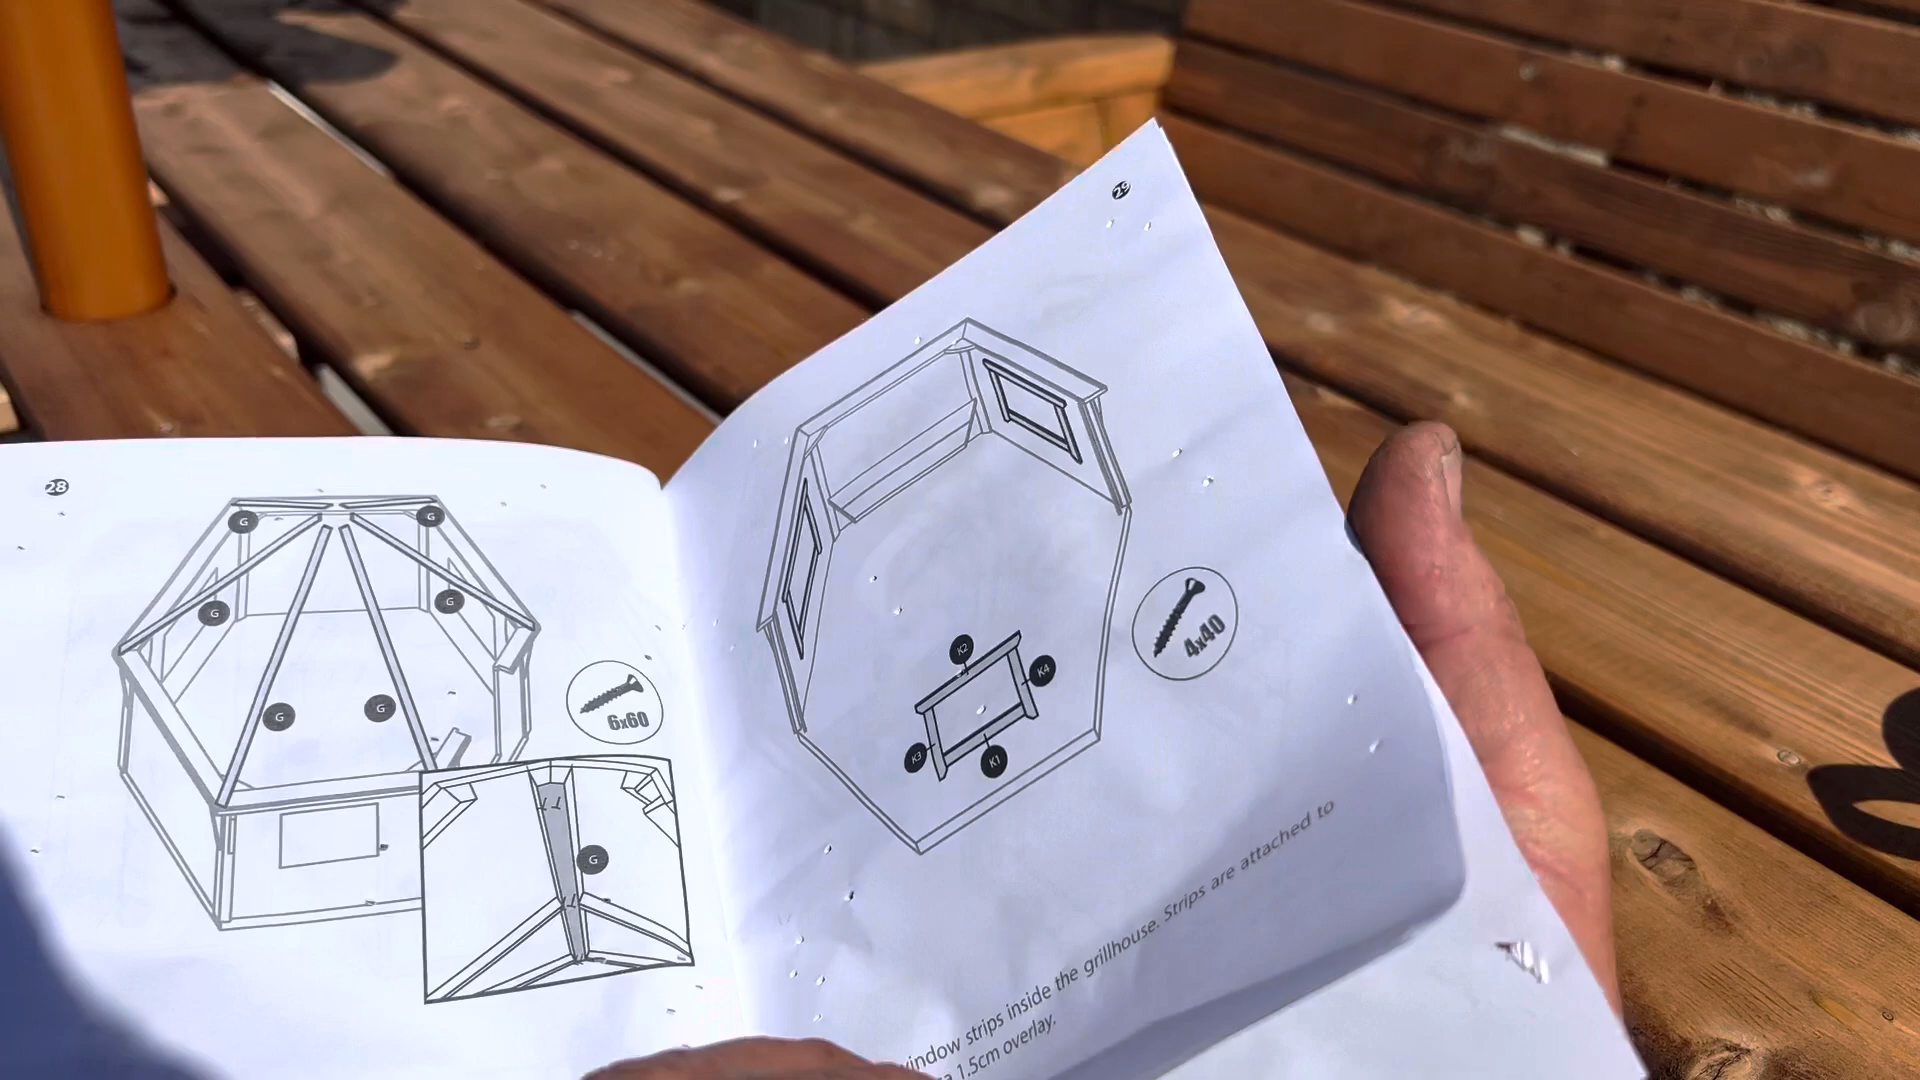 28
G
G
G
G
G
G
6x60
G
29
K2
K4
K3
K1
4x40
window strips inside the grillhouse. Strips are attached to
1.5cm overlay.